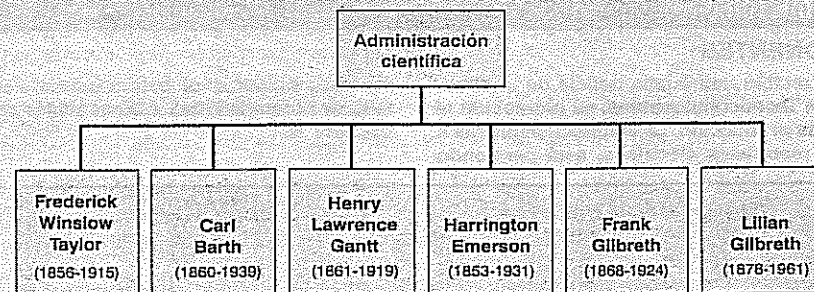 Administración
científica
Frederick
Winslow
Taylor
(1856-1915)
Carl
Barth
(1860-1939)
Henry
Lawrence
Gantt
(1861-1919)
Harrington
Emerson
(1853-1931)
Frank
Gilbreth
(1868-1924)
Lilian
Gilbreth
(1878-1961)